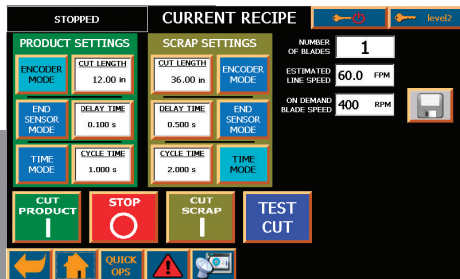 STOPPED
CURRENT RECIPE
level2
PRODUCT SETTINGS
ENCODER
MODE
CUT LENGTH
12.00 in
END
SENSOR
MODE
DELAY TIME
0.100 s
TIME
MODE
CYCLE TIME
1.000 s
SCRAP SETTINGS
CUT LENGTH
36.00 in
ENCODER
MODE
DELAY TIME
0.500 s
END
SENSOR
MODE
CYCLE TIME
2.000 s
TIME
MODE
NUMBER
OF BLADES
1
ESTIMATED
LINE SPEED
60.0 FPM
ON DEMAND
BLADE SPEED
400 RPM
CUT
PRODUCT
STOP
CUT
SCRAP
TEST
CUT
QUICK
OPS